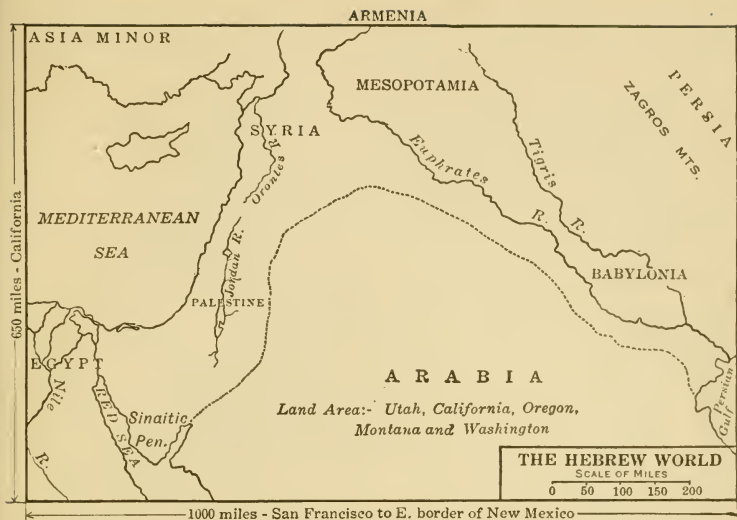 ARMENIA
ASIA MINOR
MESOPOTAMIA
PERSIA
ZAGROS MTS.
SYRIA
R.
Orontes
Euphrates
R.
Tigris
R.
MEDITERRANEAN
SEA
650 miles - California
Jordan R.
PALESTINE
BABYLONIA
EGYPT
Nile
R.
RED SEA
Sinaitic
Pen.
ARABIA
Land Area:- Utah, California, Oregon,
Montana and Washington
Persian
Gulf
THE HEBREW WORLD
SCALE OF MILES
0 50 100 150 200
1000 miles - San Francisco to E. border of New Mexico